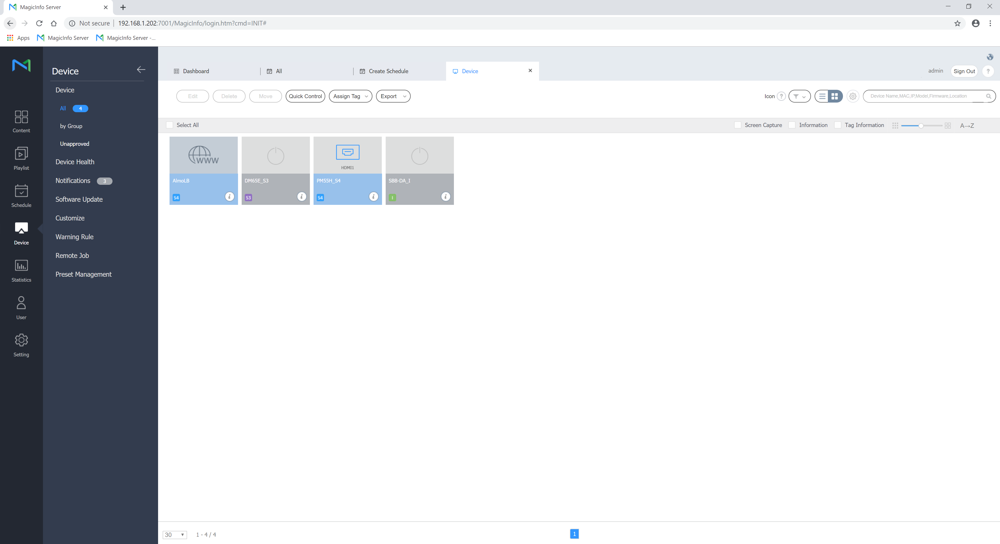 MagicInfo Server
Not secure
192.168.1.202:7001/MagicInfo/login.htm?cmd=INIT#
Apps
MagicInfo Server
MagicInfo Server -...
Device
Dashboard
All
Create Schedule
Device
admin
Sign Out
?
Edit
Delete
Move
Quick Control
Assign Tag
Export
Icon
?
Device Name,MAC,IP,Model,Firmware,Location
Content
Playlist
Schedule
Device
Statistics
User
Setting
Device
All
4
by Group
Unapproved
Device Health
Notifications
3
Software Update
Customize
Warning Rule
Remote Job
Preset Management
Select All
Screen Capture
Information
Tag Information
A→Z
WWW
AlmoLB
S4
i
DM65E_S3
S3
i
HDMI1
PM55H_S4
S4
i
SBB-DA_I
I
i
30
1 - 4 / 4
1